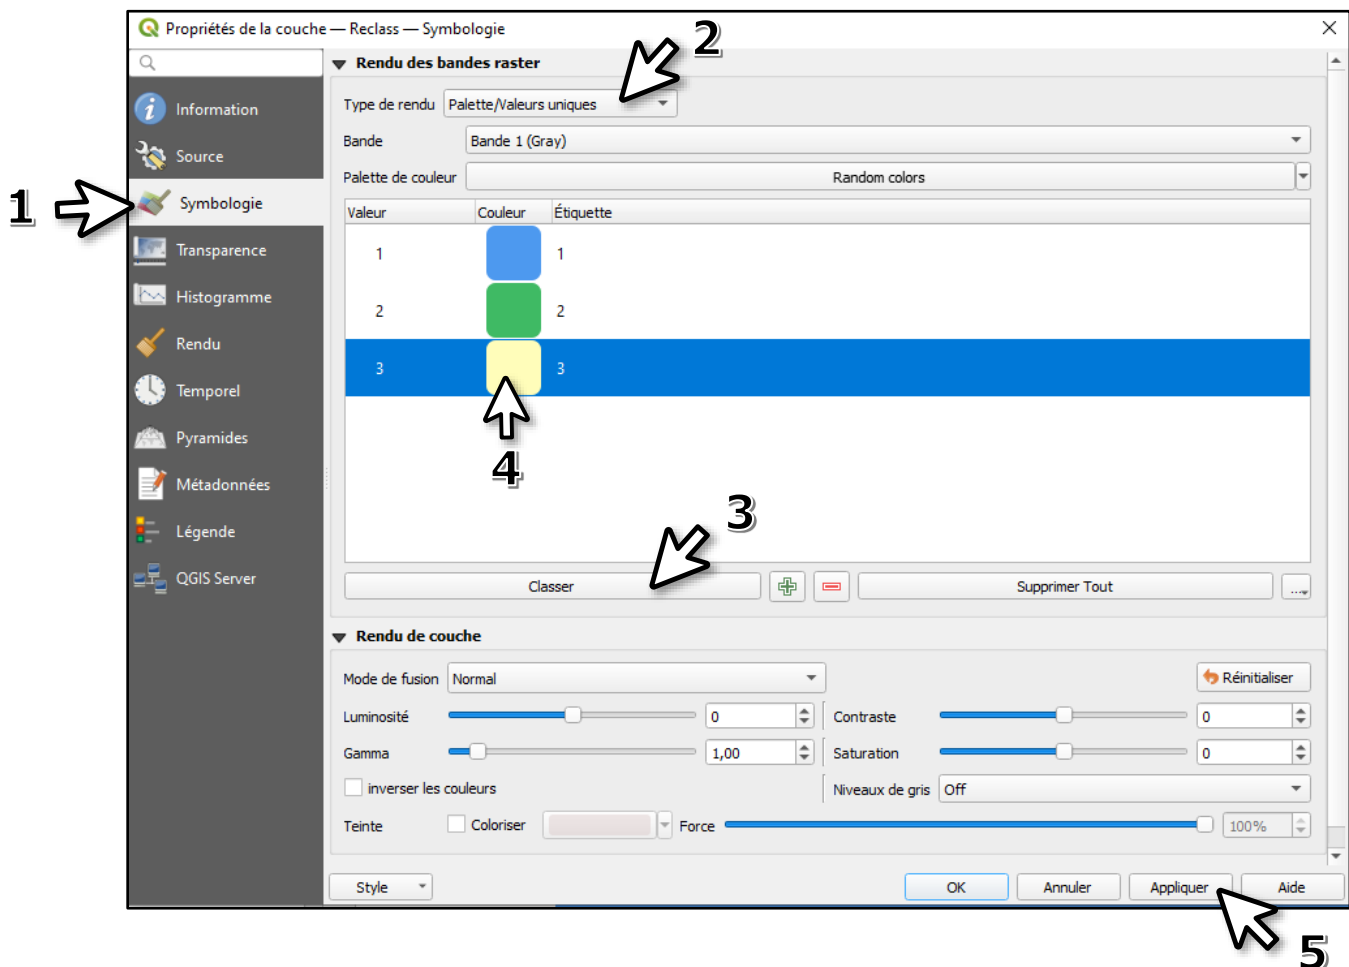 Propriétés de la couche — Reclass — Symbologie
2
Rendu des bandes raster
Information
Type de rendu Palette/Valeurs uniques
Bande Bande 1 (Gray)
Source
Palette de couleur Random colors
1
Symbologie
Valeur Couleur Étiquette
Transparence
1 1
Histogramme
2 2
Rendu
3 3
Temporel
Pyramides
4
Métadonnées
3
Légende
QGIS Server
Classer Supprimer Tout ...
Rendu de couche
Mode de fusion Normal Réinitialiser
Luminosité 0 Contraste 0
Gamma 1,00 Saturation 0
inverser les couleurs Niveaux de gris Off
Teinte Coloriser Force 100%
Style OK Annuler Appliquer Aide
5